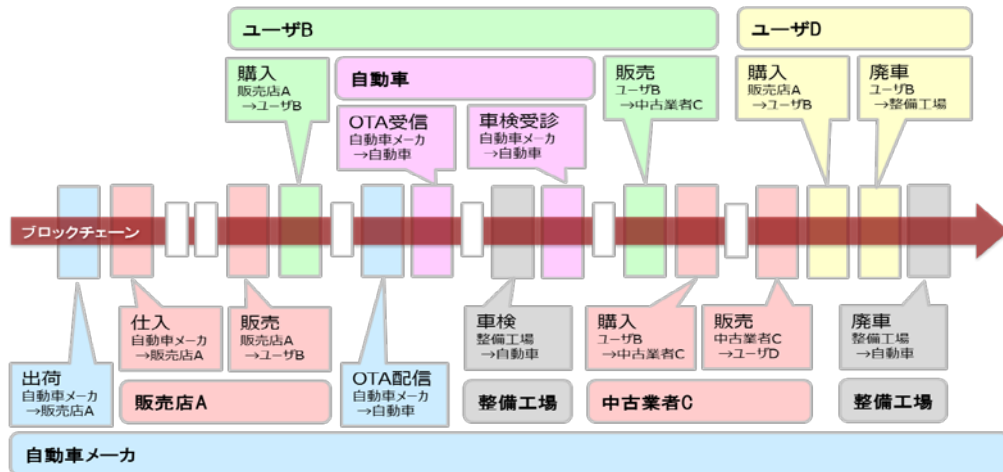 ユーザB
ユーザD
購入
販売店A
→ユーザB
自動車
販売
ユーザB
→中古業者C
購入
販売店A
→ユーザB
廃車
ユーザB
→整備工場
OTA受信
自動車メーカ
→自動車
車検受診
自動車メーカ
→自動車
ブロックチェーン
仕入
自動車メーカ
→販売店A
販売
販売店A
→ユーザB
車検
整備工場
→自動車
購入
ユーザB
→中古業者C
販売
中古業者C
→ユーザD
廃車
整備工場
→自動車
出荷
自動車メーカ
→販売店A
OTA配信
自動車メーカ
→自動車
販売店A
整備工場
中古業者C
整備工場
自動車メーカ